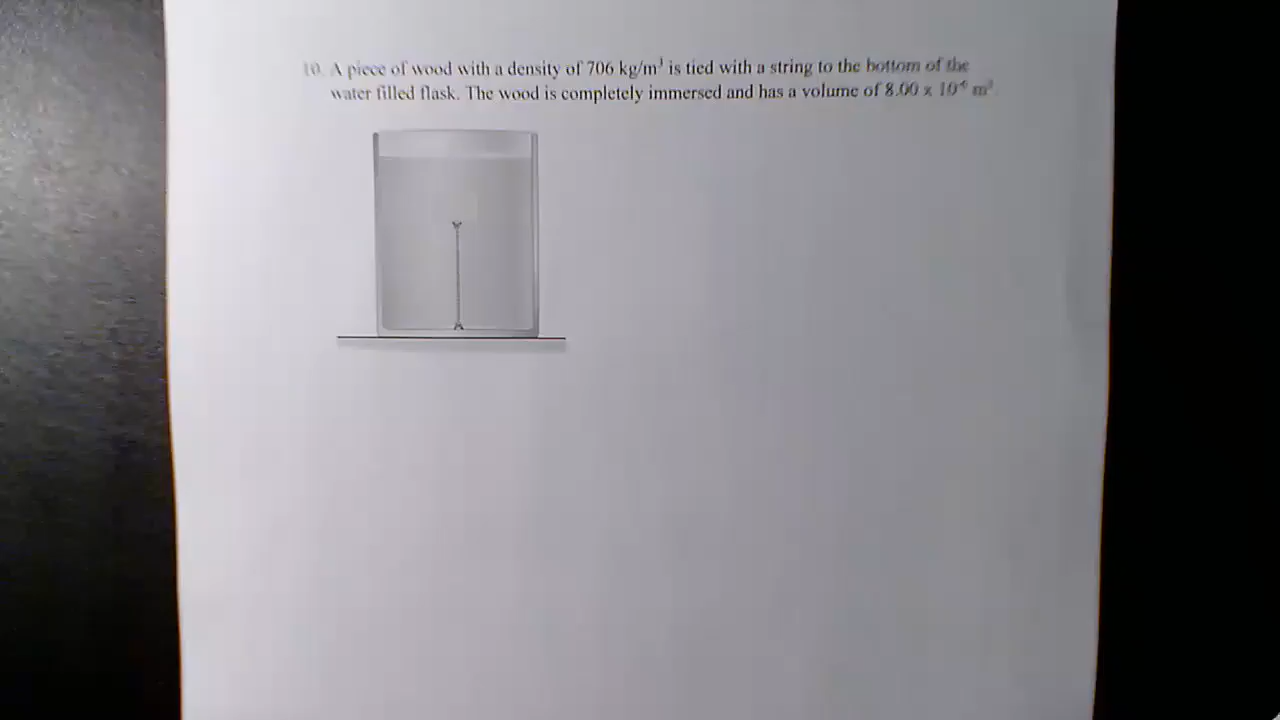 10. A piece of wood with a density of 706 kg/m³ is tied with a string to the bottom of the
water filled flask. The wood is completely immersed and has a volume of 8.00 x 10⁻⁶ m³.